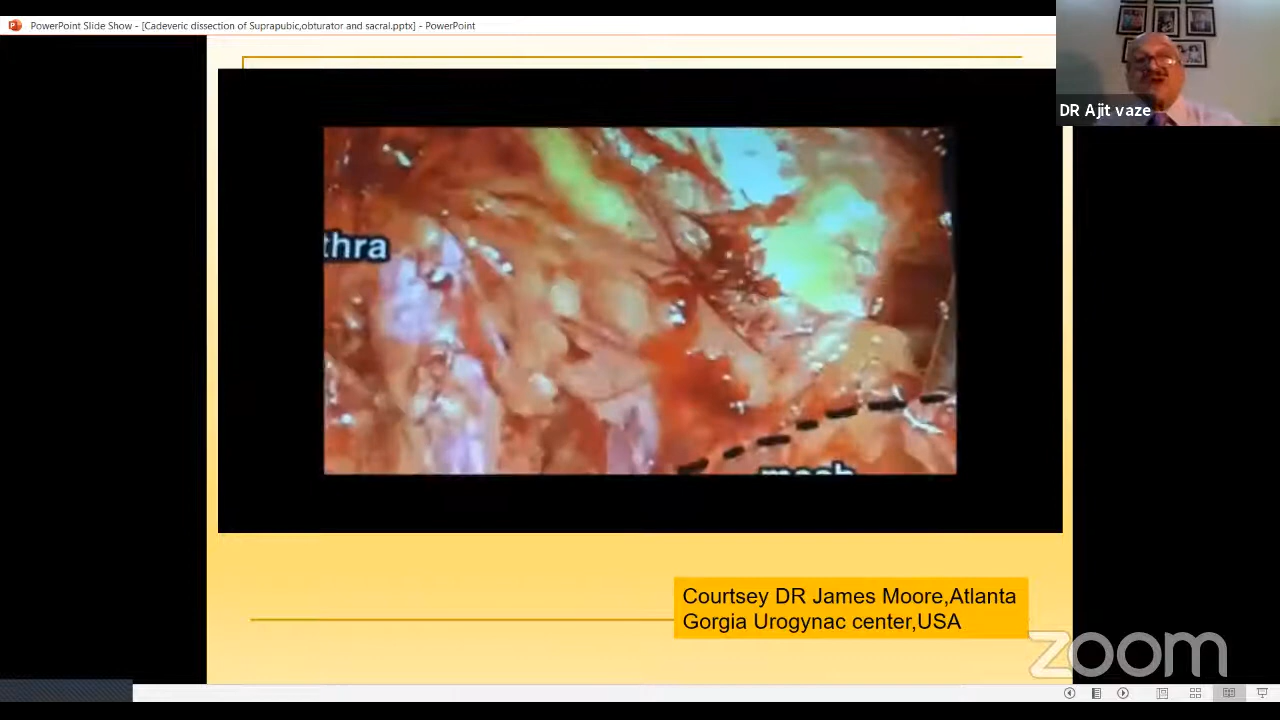 PowerPoint Slide Show - [Cadeveric dissection of Suprapubic,obturator and sacral.pptx] - PowerPoint
DR Ajit vaze
thra
mesh
Courtsey DR James Moore,Atlanta
Gorgia Urogynac center,USA
zoom